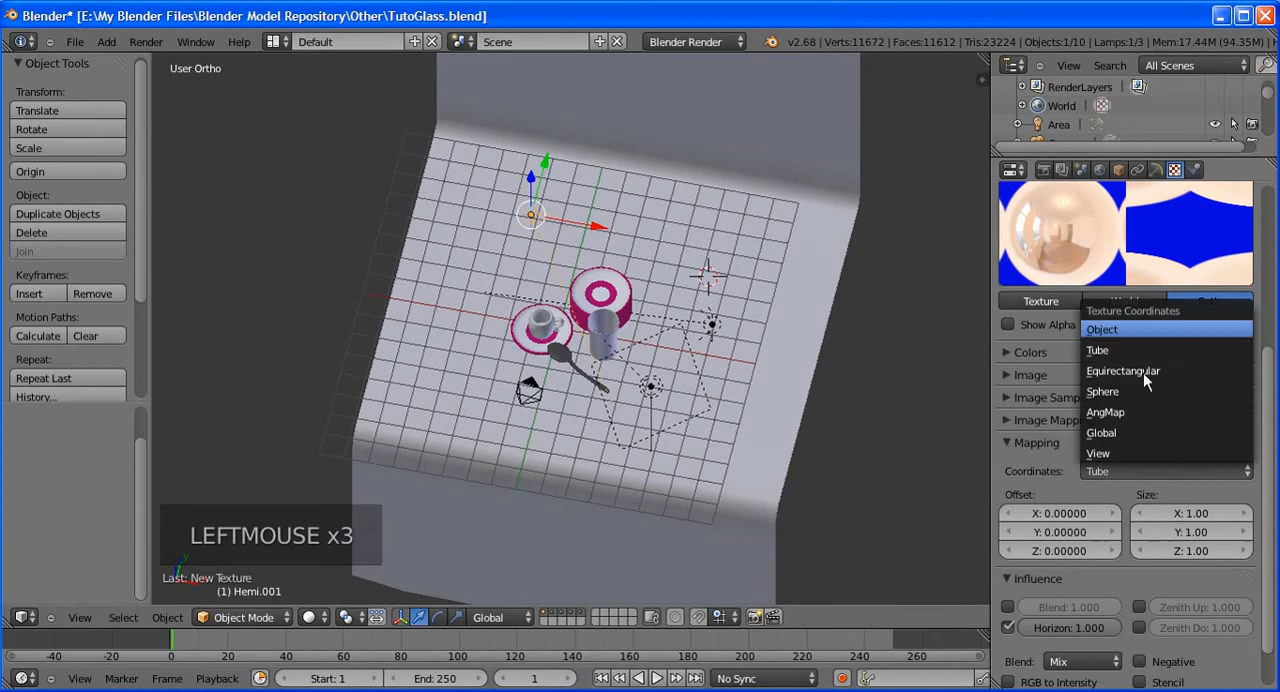 Blender* [E:\My Blender Files\Blender Model Repository\Other\TutoGlass.blend]
File Add Render Window Help Default Scene Blender Render v2.68 | Verts:11672 | Faces:11612 | Tris:23224 | Objects:1/10 | Lamps:1/3 | Mem:17.44M (94.35M)
Object Tools
Transform:
Translate
Rotate
Scale
Origin
Object:
Duplicate Objects
Delete
Join
Keyframes:
Insert Remove
Motion Paths:
Calculate Clear
Repeat:
Repeat Last
History...
User Ortho
LEFTMOUSE x3
Last: New Texture
(1) Hemi.001
View Select Object Object Mode Global
-40 -20 0 20 40 60 80 100 120 140 160 180 200 220 240 260
View Marker Frame Playback Start: 1 End: 250 1 No Sync
View Search All Scenes
RenderLayers
World
Area
Texture
Show Alpha
Colors
Image
Image Sam
Image Mapp
Mapping
Texture Coordinates
Object
Tube
Equirectangular
Sphere
AngMap
Global
View
Coordinates: Tube
Offset: Size:
X: 0.00000 X: 1.00
Y: 0.00000 Y: 1.00
Z: 0.00000 Z: 1.00
Influence
Blend: 1.000 Zenith Up: 1.000
Horizon: 1.000 Zenith Do: 1.000
Blend: Mix Negative
RGB to Intensity Stencil